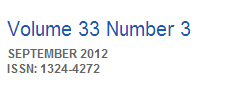 Volume 33 Number 3
SEPTEMBER 2012
ISSN: 1324-4272